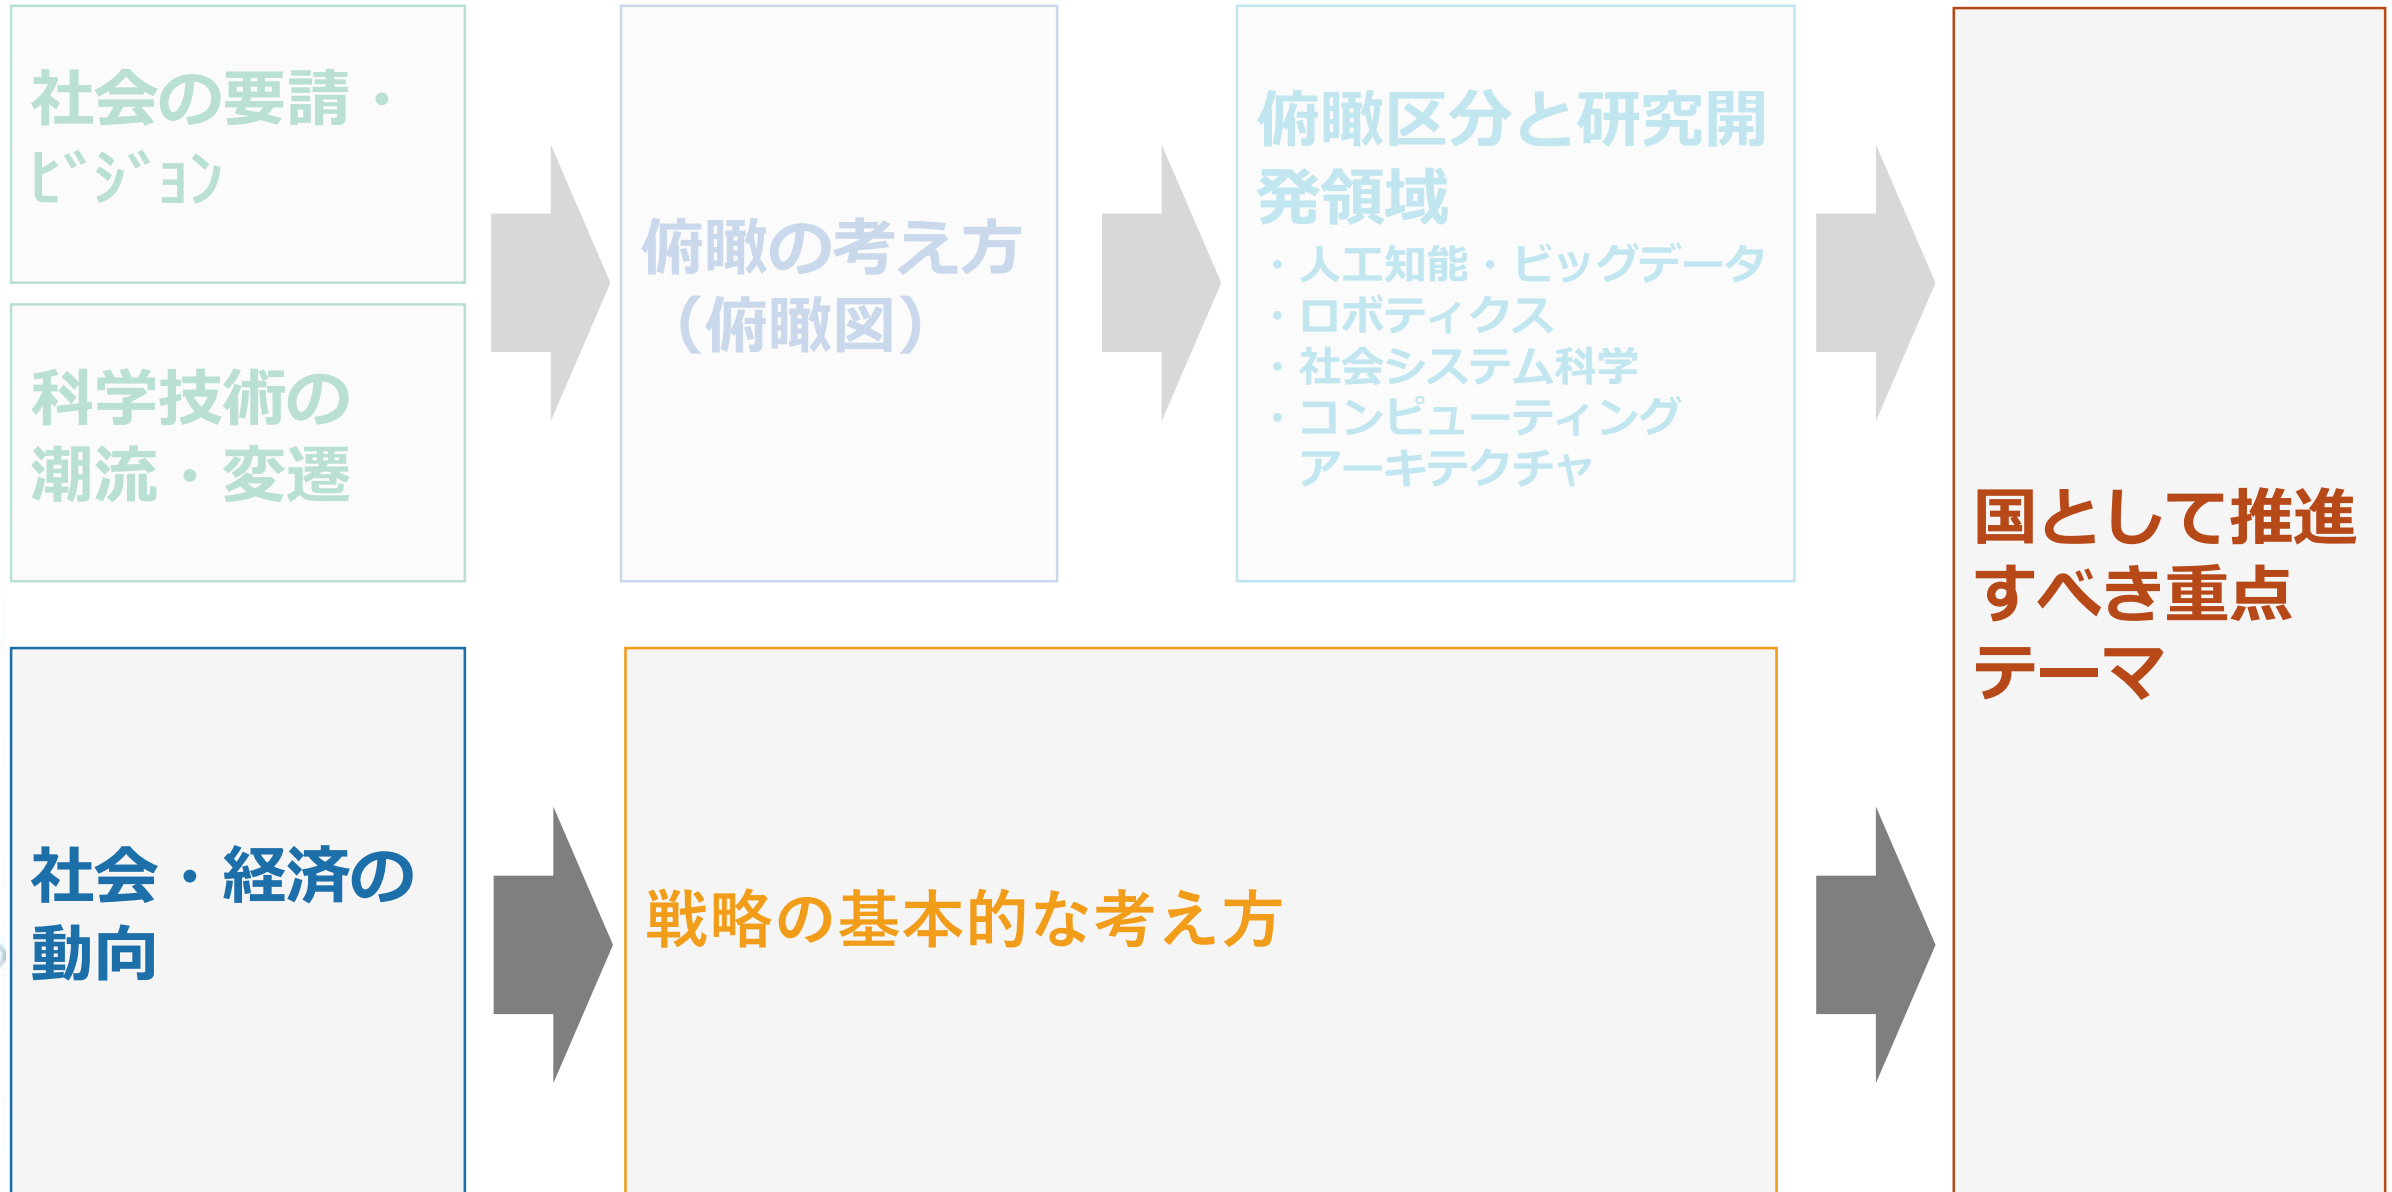 社会の要請・
ﾋﾞｼﾞｮﾝ
科学技術の
潮流・変遷
俯瞰の考え方
（俯瞰図）
俯瞰区分と研究開
発領域
・人工知能・ビッグデータ
・ロボティクス
・社会システム科学
・コンピューティング
アーキテクチャ
国として推進
すべき重点
テーマ
社会・経済の
動向
戦略の基本的な考え方